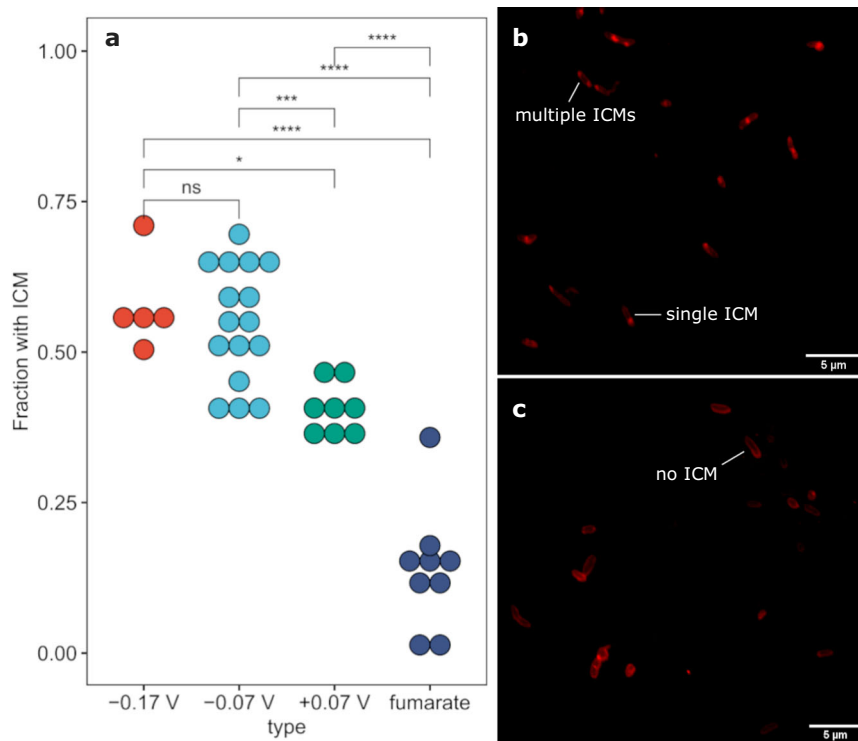 a
1.00
0.75
0.50
0.25
0.00
Fraction with ICM
****
****
***
****
*
ns
−0.17 V −0.07 V +0.07 V fumarate
type
b
multiple ICMs
single ICM
5 µm
c
no ICM
5 µm